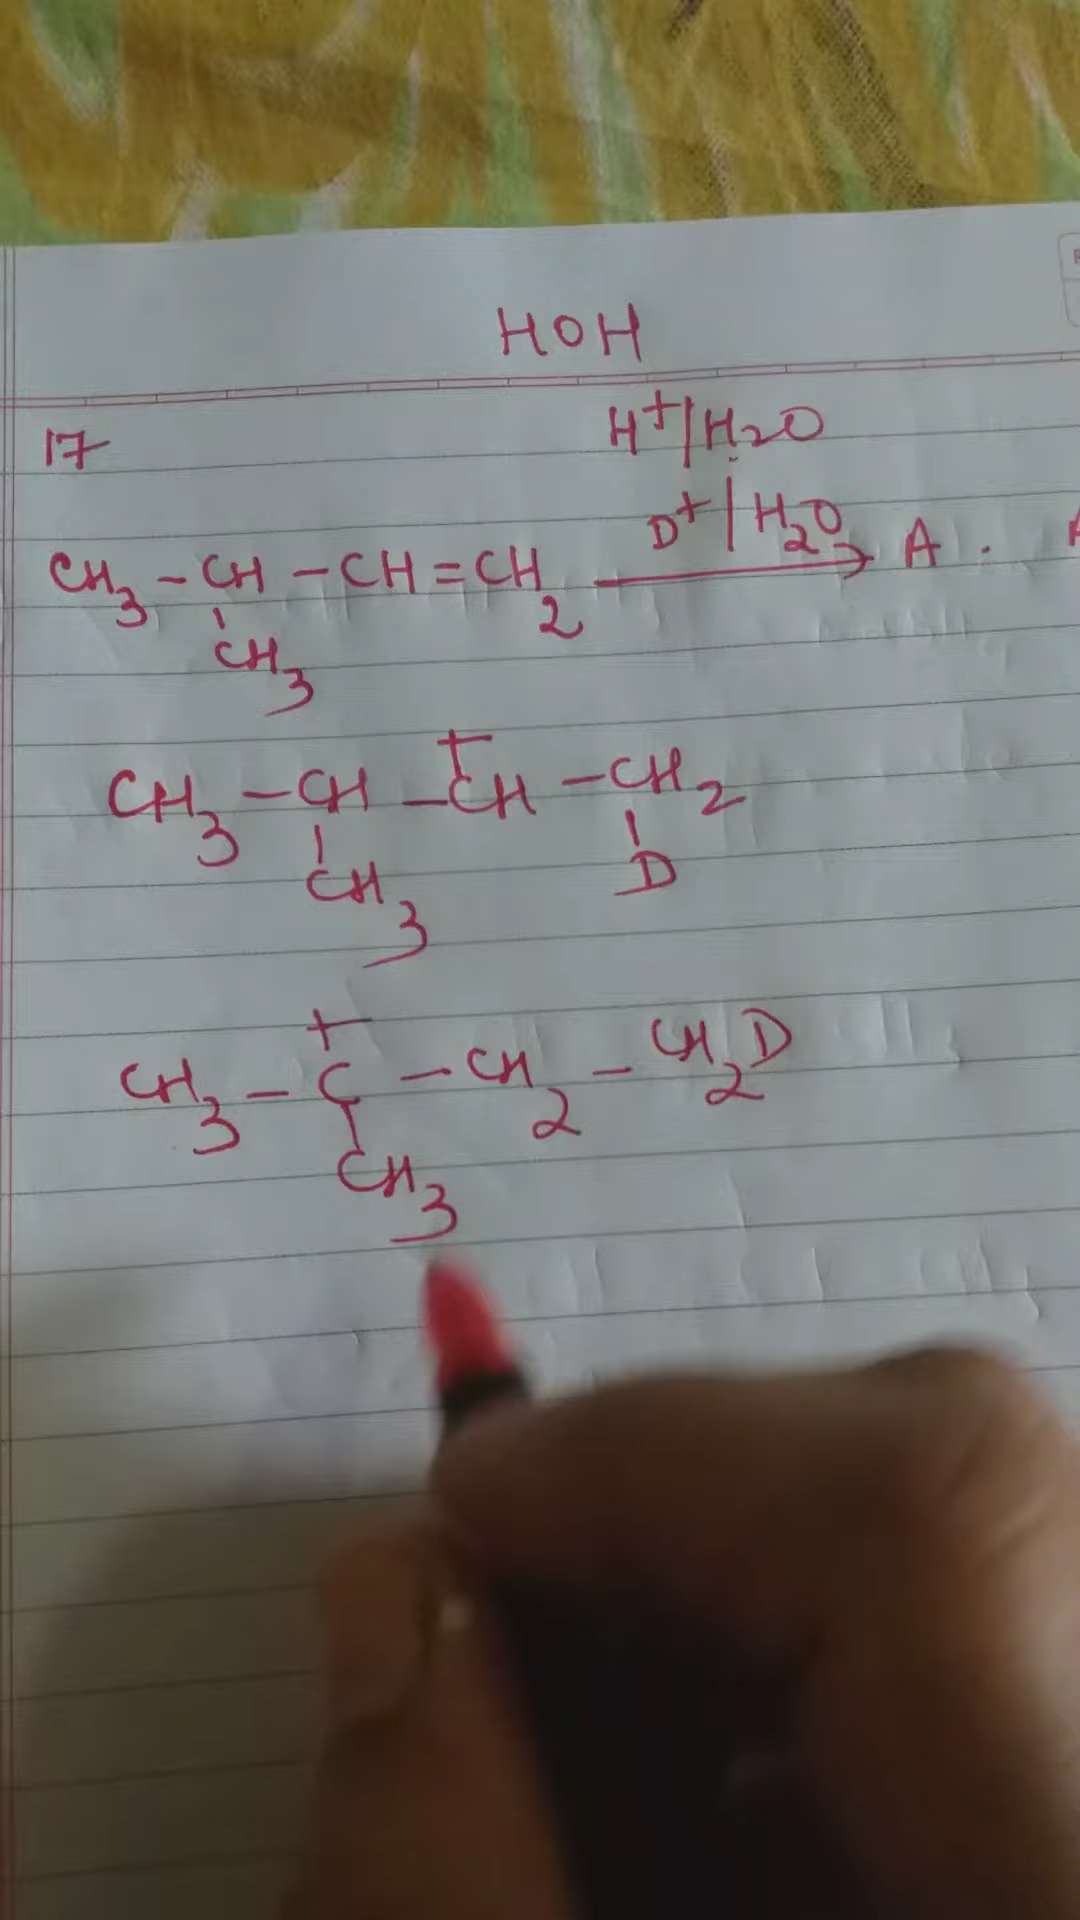 HOH
17
H⁺/H₂O
D⁺/H₂O
CH₃-CH-CH=CH₂ → A.
CH₃
+
CH₃-CH-CH-CH₂
CH₃ D
+
CH₃-C-CH₂-CH₂D
CH₃